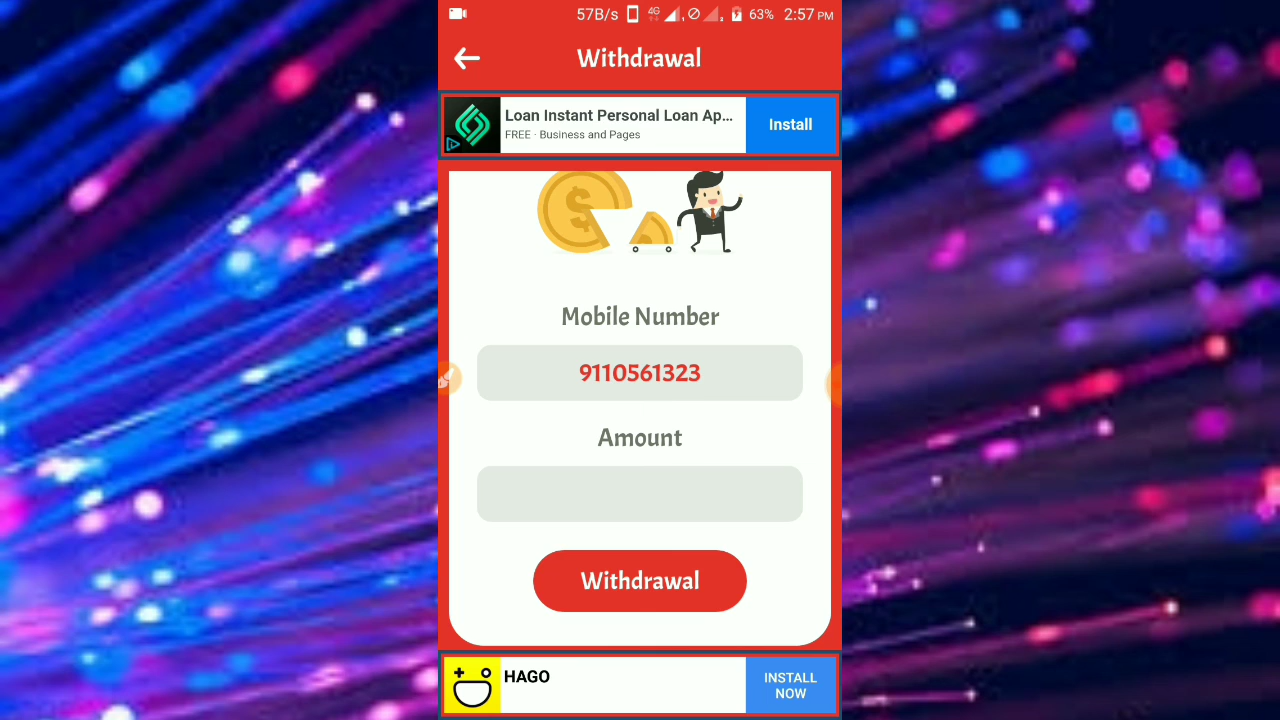 57B/s 4G 63% 2:57 PM
Withdrawal
Loan Instant Personal Loan Ap...
FREE · Business and Pages
Install
$
Mobile Number
9110561323
Amount
Withdrawal
HAGO
INSTALL
NOW